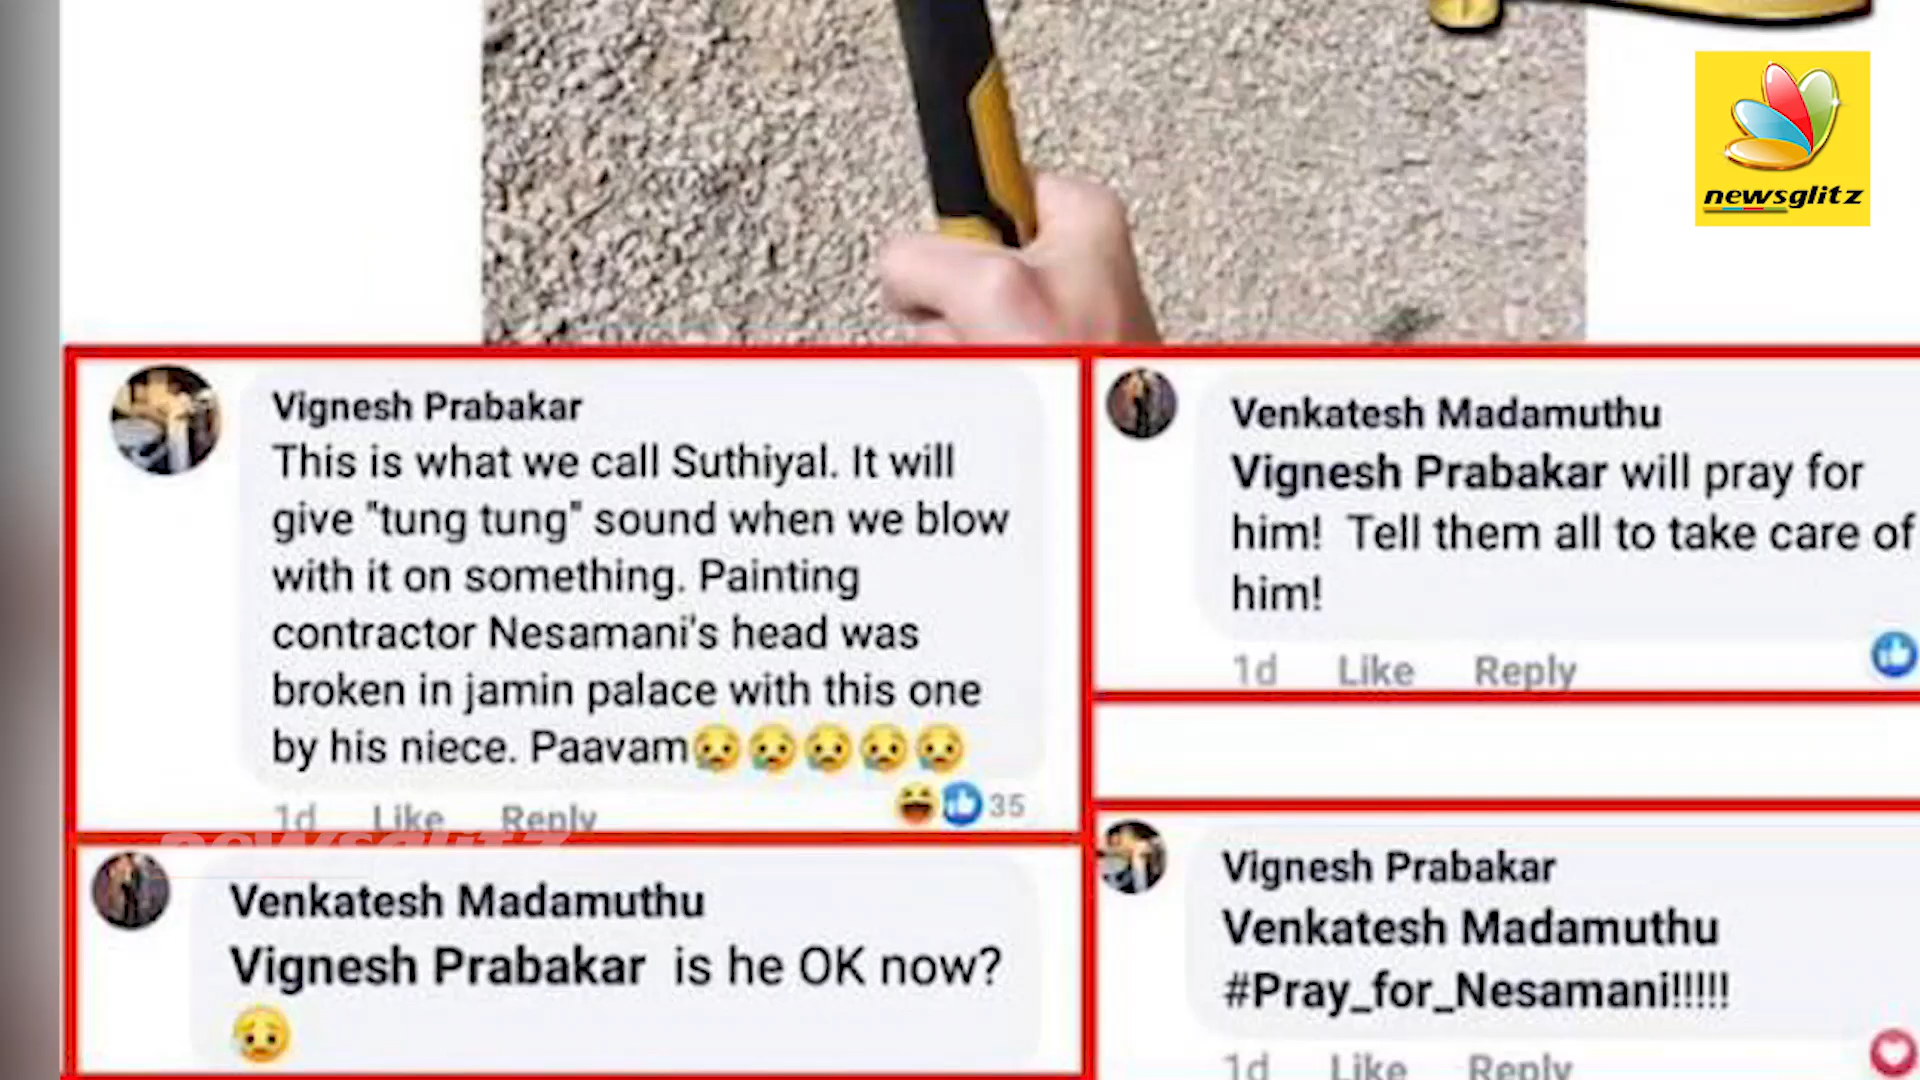 newsglitz
Vignesh Prabakar
This is what we call Suthiyal. It will
give "tung tung" sound when we blow
with it on something. Painting
contractor Nesamani's head was
broken in jamin palace with this one
by his niece. Paavam😥😥😥😥😥
1d Like Reply 35
Venkatesh Madamuthu
Vignesh Prabakar is he OK now?
😥
Venkatesh Madamuthu
Vignesh Prabakar will pray for
him! Tell them all to take care of
him!
1d Like Reply
Vignesh Prabakar
Venkatesh Madamuthu
#Pray_for_Nesamani!!!!!
1d Like Reply
newsglitz